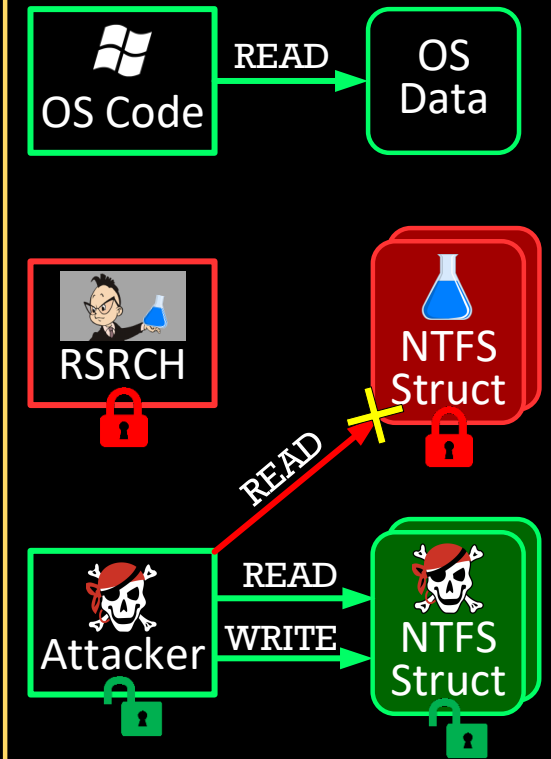 OS Code
READ
OS
Data
RSRCH
NTFS
Struct
READ
Attacker
READ
WRITE
NTFS
Struct